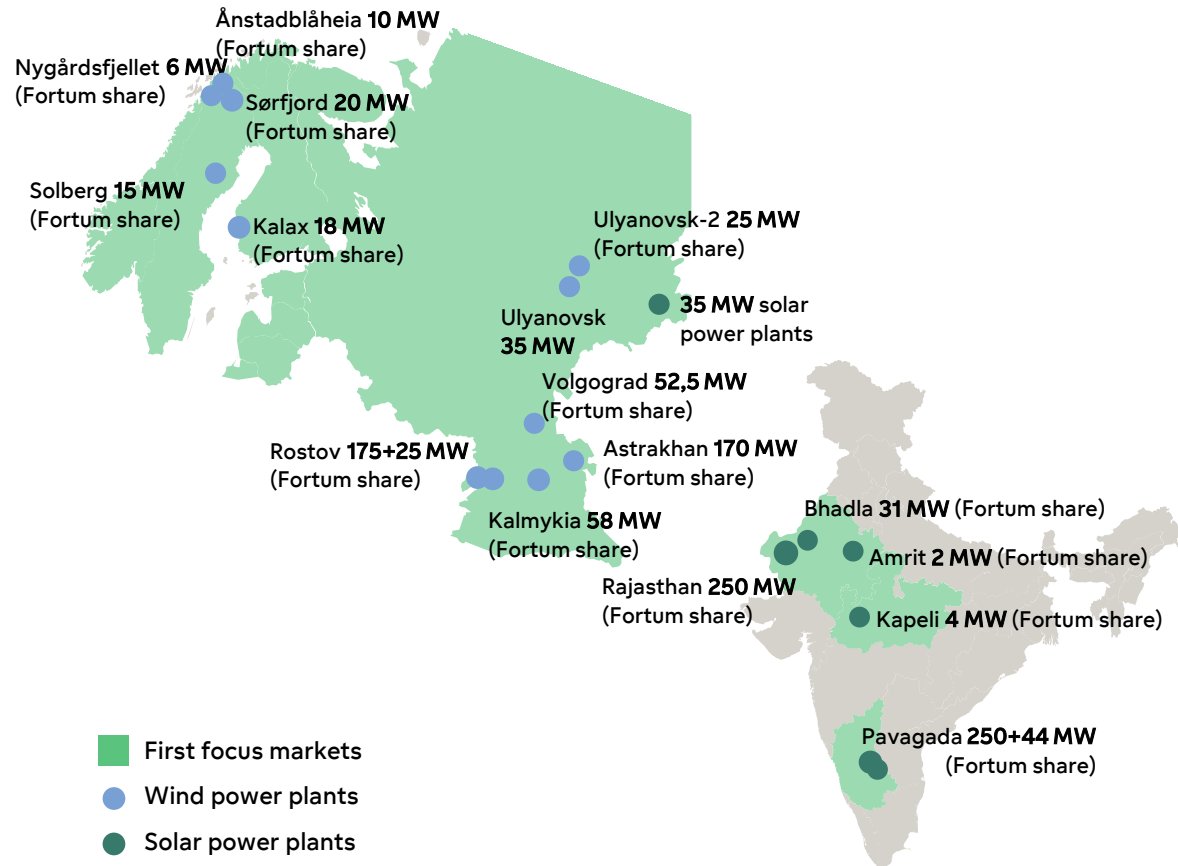 Ånstadblåheia 10 MW
(Fortum share)
Nygårdsfjellet 6 MW
(Fortum share)
Sørfjord 20 MW
(Fortum share)
Solberg 15 MW
(Fortum share)
Kalax 18 MW
(Fortum share)
Ulyanovsk-2 25 MW
(Fortum share)
Ulyanovsk
35 MW
35 MW solar
power plants
Volgograd 52,5 MW
(Fortum share)
Rostov 175+25 MW
(Fortum share)
Astrakhan 170 MW
(Fortum share)
Kalmykia 58 MW
(Fortum share)
Bhadla 31 MW (Fortum share)
Amrit 2 MW (Fortum share)
Rajasthan 250 MW
(Fortum share)
Kapeli 4 MW (Fortum share)
Pavagada 250+44 MW
(Fortum share)
First focus markets
Wind power plants
Solar power plants